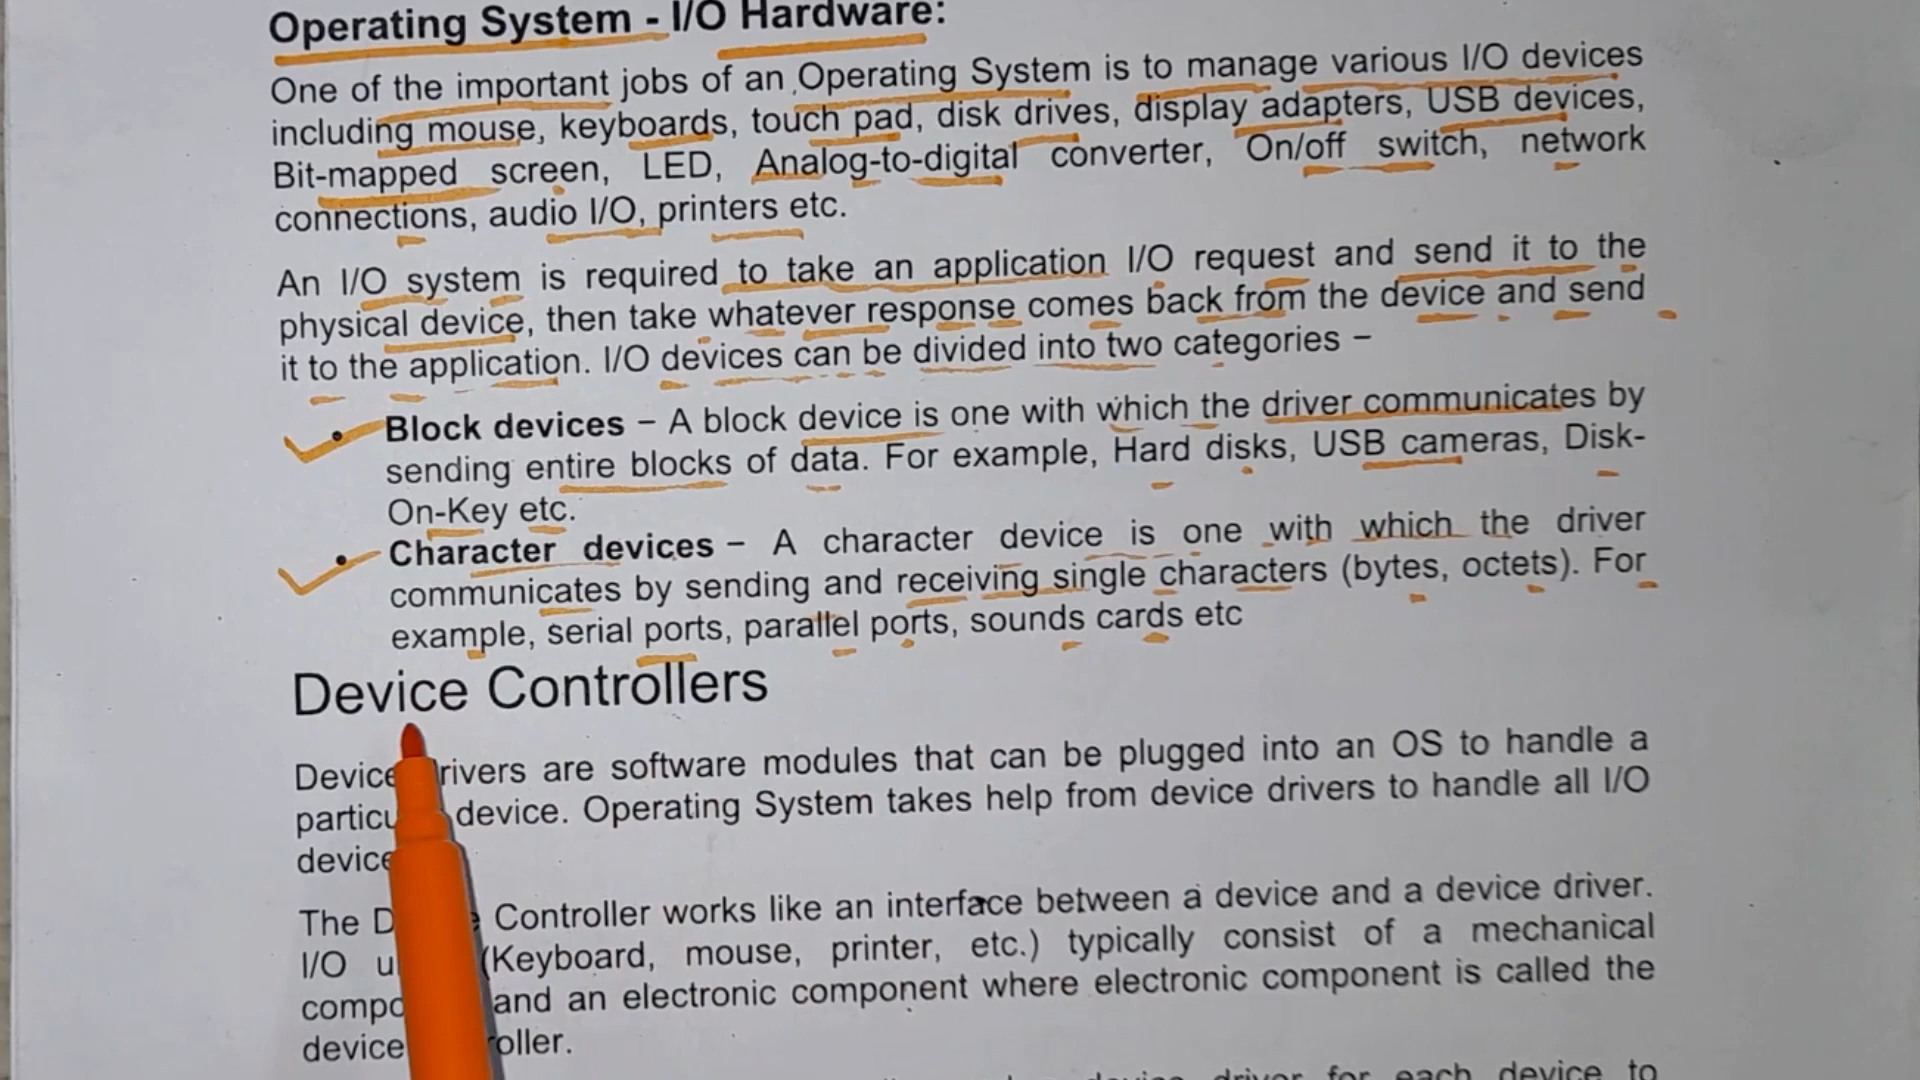 Operating System - I/O Hardware:
One of the important jobs of an Operating System is to manage various I/O devices
including mouse, keyboards, touch pad, disk drives, display adapters, USB devices,
Bit-mapped screen, LED, Analog-to-digital converter, On/off switch, network
connections, audio I/O, printers etc.
An I/O system is required to take an application I/O request and send it to the
physical device, then take whatever response comes back from the device and send
it to the application. I/O devices can be divided into two categories –
• Block devices – A block device is one with which the driver communicates by
sending entire blocks of data. For example, Hard disks, USB cameras, Disk-
On-Key etc.
• Character devices – A character device is one with which the driver
communicates by sending and receiving single characters (bytes, octets). For
example, serial ports, parallel ports, sounds cards etc
Device Controllers
Device rivers are software modules that can be plugged into an OS to handle a
device. Operating System takes help from device drivers to handle all I/O
device
The Controller works like an interface between a device and a device driver.
I/O (Keyboard, mouse, printer, etc.) typically consist of a mechanical
and an electronic component where electronic component is called the
device oller.
driver for each device to